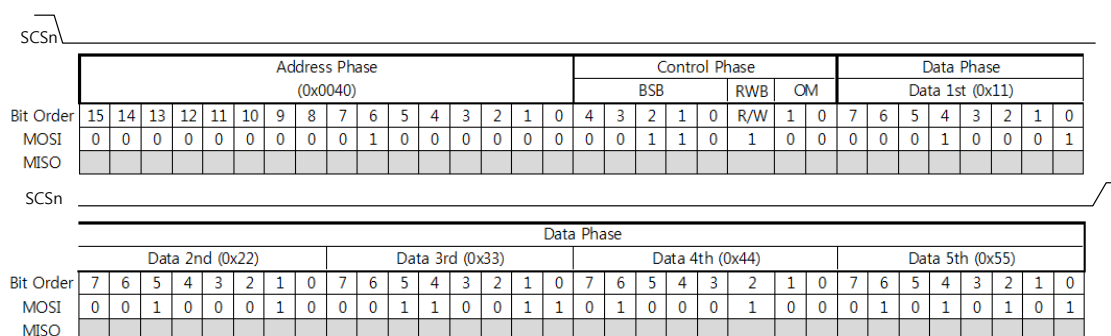 SCSn
Address Phase Control Phase Data Phase
(0x0040) BSB RWB OM Data 1st (0x11)
Bit Order 15 14 13 12 11 10 9 8 7 6 5 4 3 2 1 0 4 3 2 1 0 R/W 1 0 7 6 5 4 3 2 1 0
MOSI 0 0 0 0 0 0 0 0 0 1 0 0 0 0 0 0 0 0 1 1 0 1 0 0 0 0 0 1 0 0 0 1
MISO
SCSn
Data Phase
Data 2nd (0x22) Data 3rd (0x33) Data 4th (0x44) Data 5th (0x55)
Bit Order 7 6 5 4 3 2 1 0 7 6 5 4 3 2 1 0 7 6 5 4 3 2 1 0 7 6 5 4 3 2 1 0
MOSI 0 0 1 0 0 0 1 0 0 0 1 1 0 0 1 1 0 1 0 0 0 1 0 0 0 1 0 1 0 1 0 1
MISO